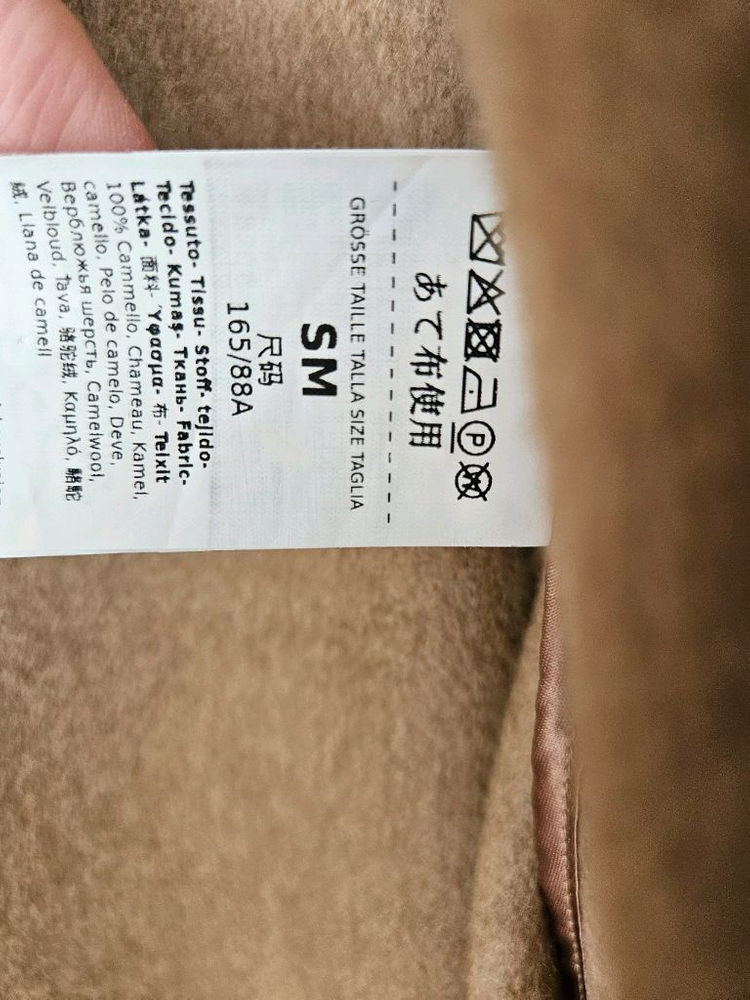 あて布使用
GRÖSSE TAILLE TALLA SIZE TAGLIA
SM
尺码
165/88A
Tessuto- Tissu- Stoff- tejido-
Tecido- Kumaş- Ткань- Fabric-
Látka- 面料- Ύφασμα- 布- Teixit
100% Cammello, Chameau, Kamel,
camello, Pelo de camelo, Deve,
Верблюжья шерсть, Camelwool,
Velbloud, 骆驼绒, Καμηλό, 駱駝
絨, Llana de camell